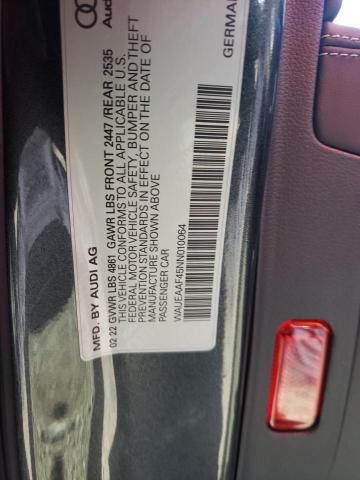 Audi
GERMAN
MFD. BY AUDI AG
02 22 GVWR LBS 4861 GAWR LBS FRONT 2447 /REAR 2535
THIS VEHICLE CONFORMS TO ALL APPLICABLE U.S.
FEDERAL MOTOR VEHICLE SAFETY, BUMPER AND THEFT
PREVENTION STANDARDS IN EFFECT ON THE DATE OF
MANUFACTURE SHOWN ABOVE
PASSENGER CAR
WAUEAAF45NN010064